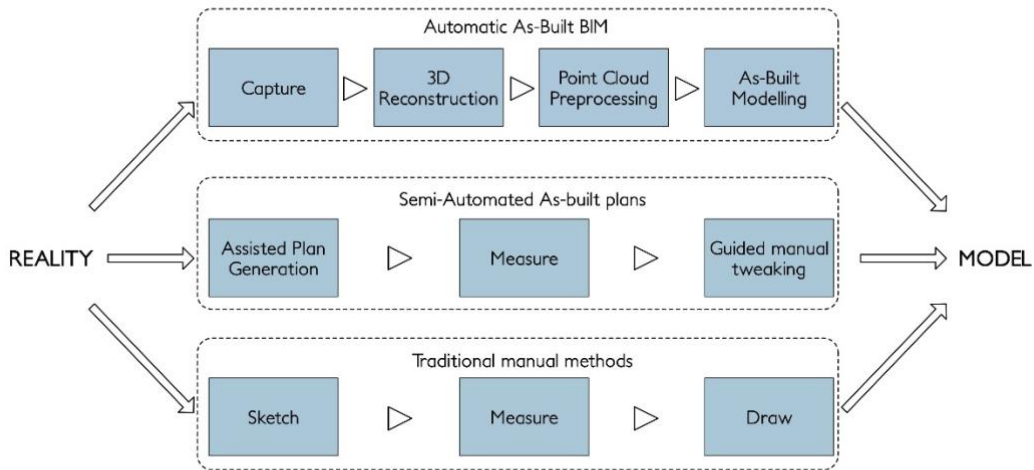 Automatic As-Built BIM
Capture
3D
Reconstruction
Point Cloud
Preprocessing
As-Built
Modelling
Semi-Automated As-built plans
REALITY
Assisted Plan
Generation
Measure
Guided manual
tweaking
MODEL
Traditional manual methods
Sketch
Measure
Draw